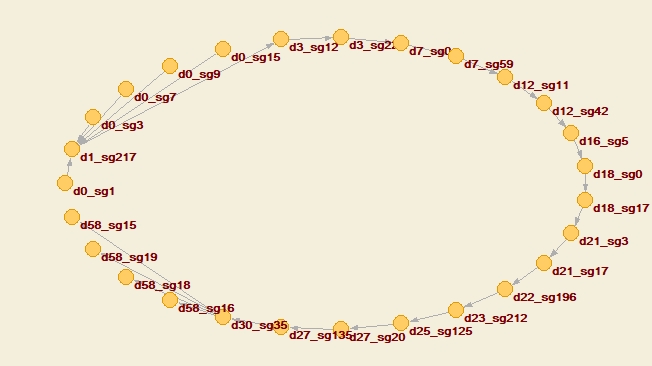 d0_sg15
d3_sg12
d3_sg22
d7_sg0
d7_sg59
d0_sg9
d12_sg11
d0_sg7
d12_sg42
d0_sg3
d16_sg5
d1_sg217
d18_sg0
d0_sg1
d18_sg17
d58_sg15
d21_sg3
d58_sg19
d21_sg17
d58_sg18
d22_sg196
d58_sg16
d23_sg212
d30_sg35
d27_sg135
d27_sg20
d25_sg125